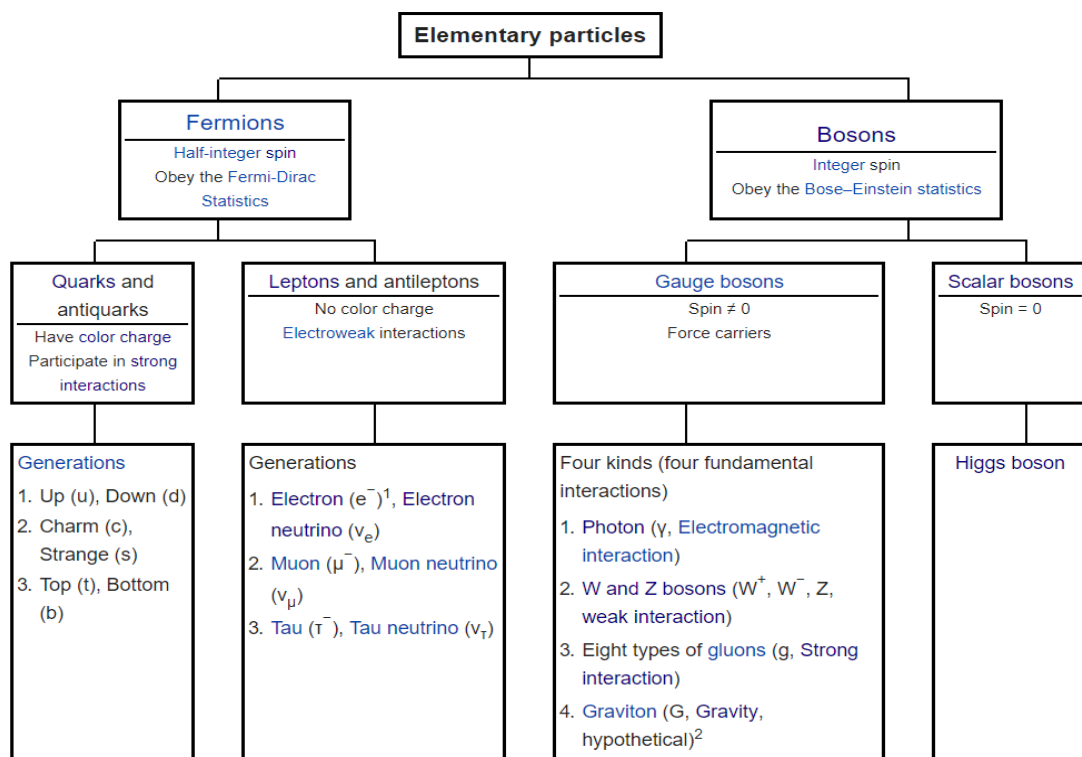 Elementary particles
Fermions
Half-integer spin
Obey the Fermi-Dirac
Statistics
Bosons
Integer spin
Obey the Bose–Einstein statistics
Quarks and
antiquarks
Have color charge
Participate in strong
interactions
Leptons and antileptons
No color charge
Electroweak interactions
Gauge bosons
Spin ≠ 0
Force carriers
Scalar bosons
Spin = 0
Generations
1. Up (u), Down (d)
2. Charm (c),
Strange (s)
3. Top (t), Bottom
(b)
Generations
1. Electron (e⁻)¹, Electron
neutrino (νₑ)
2. Muon (μ⁻), Muon neutrino
(ν_μ)
3. Tau (τ⁻), Tau neutrino (ν_τ)
Four kinds (four fundamental
interactions)
1. Photon (γ, Electromagnetic
interaction)
2. W and Z bosons (W⁺, W⁻, Z,
weak interaction)
3. Eight types of gluons (g, Strong
interaction)
4. Graviton (G, Gravity,
hypothetical)²
Higgs boson